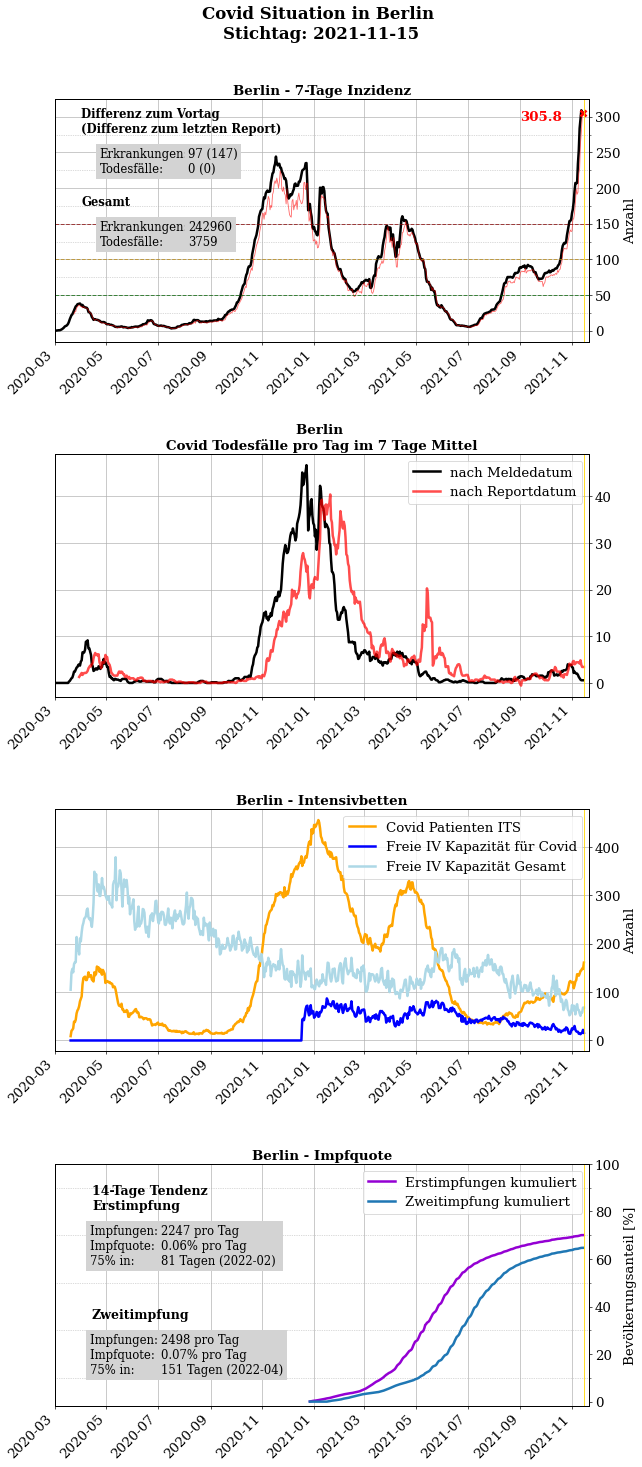 Covid Situation in Berlin
Stichtag: 2021-11-15
Berlin - 7-Tage Inzidenz
Differenz zum Vortag
(Differenz zum letzten Report)
Erkrankungen 97 (147)
Todesfälle: 0 (0)
Gesamt
Erkrankungen 242960
Todesfälle: 3759
305.8
300
250
200
150
100
50
0
Anzahl
2020-03
2020-05
2020-07
2020-09
2020-11
2021-01
2021-03
2021-05
2021-07
2021-09
2021-11
Berlin
Covid Todesfälle pro Tag im 7 Tage Mittel
nach Meldedatum
nach Reportdatum
40
30
20
10
0
2020-03
2020-05
2020-07
2020-09
2020-11
2021-01
2021-03
2021-05
2021-07
2021-09
2021-11
Berlin - Intensivbetten
Covid Patienten ITS
Freie IV Kapazität für Covid
Freie IV Kapazität Gesamt
400
300
200
100
0
Anzahl
2020-03
2020-05
2020-07
2020-09
2020-11
2021-01
2021-03
2021-05
2021-07
2021-09
2021-11
Berlin - Impfquote
14-Tage Tendenz
Erstimpfung
Impfungen: 2247 pro Tag
Impfquote: 0.06% pro Tag
75% in: 81 Tagen (2022-02)
Zweitimpfung
Impfungen: 2498 pro Tag
Impfquote: 0.07% pro Tag
75% in: 151 Tagen (2022-04)
Erstimpfungen kumuliert
Zweitimpfung kumuliert
100
80
60
40
20
0
Bevölkerungsanteil [%]
2020-03
2020-05
2020-07
2020-09
2020-11
2021-01
2021-03
2021-05
2021-07
2021-09
2021-11